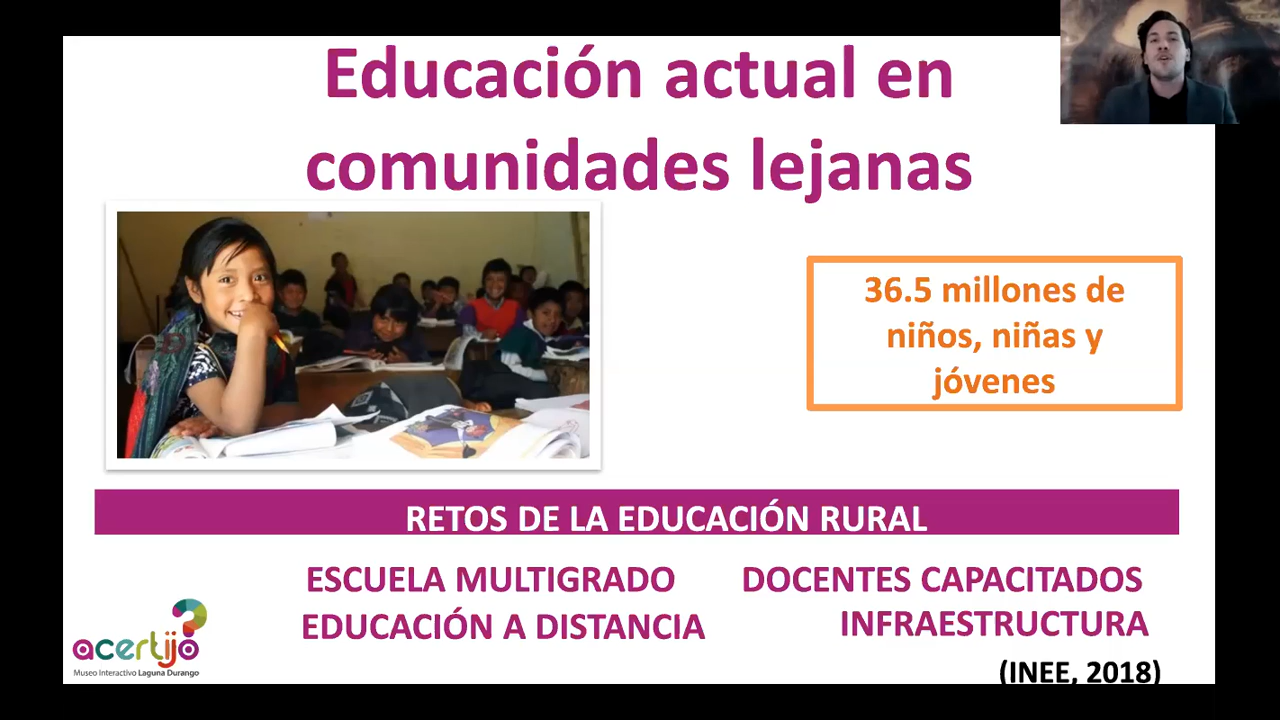 Educación actual en
comunidades lejanas
36.5 millones de
niños, niñas y
jóvenes
RETOS DE LA EDUCACIÓN RURAL
ESCUELA MULTIGRADO
DOCENTES CAPACITADOS
EDUCACIÓN A DISTANCIA
INFRAESTRUCTURA
acertijo
Museo Interactivo Laguna Durango
(INEE, 2018)